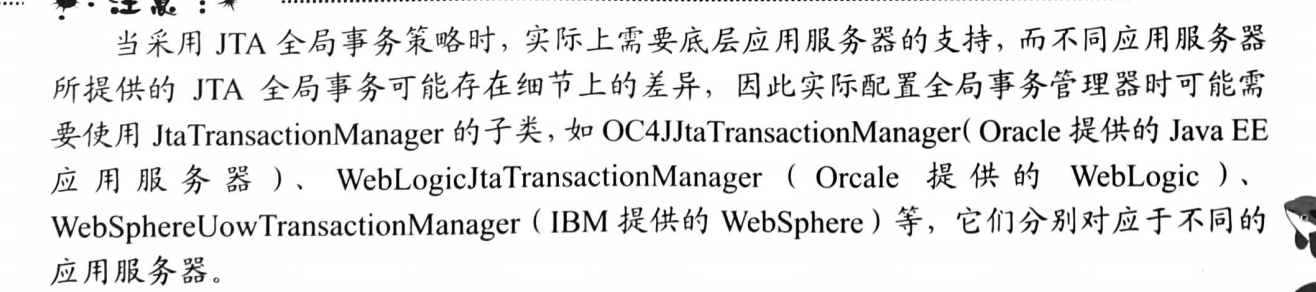 注意：
当采用 JTA 全局事务策略时，实际上需要底层应用服务器的支持，而不同应用服务器
所提供的 JTA 全局事务可能存在细节上的差异，因此实际配置全局事务管理器时可能需
要使用 JtaTransactionManager 的子类，如 OC4JJtaTransactionManager（Oracle 提供的 Java EE
应用服务器）、WebLogicJtaTransactionManager（Orcale 提供的 WebLogic）、
WebSphereUowTransactionManager（IBM 提供的 WebSphere）等，它们分别对应于不同的
应用服务器。